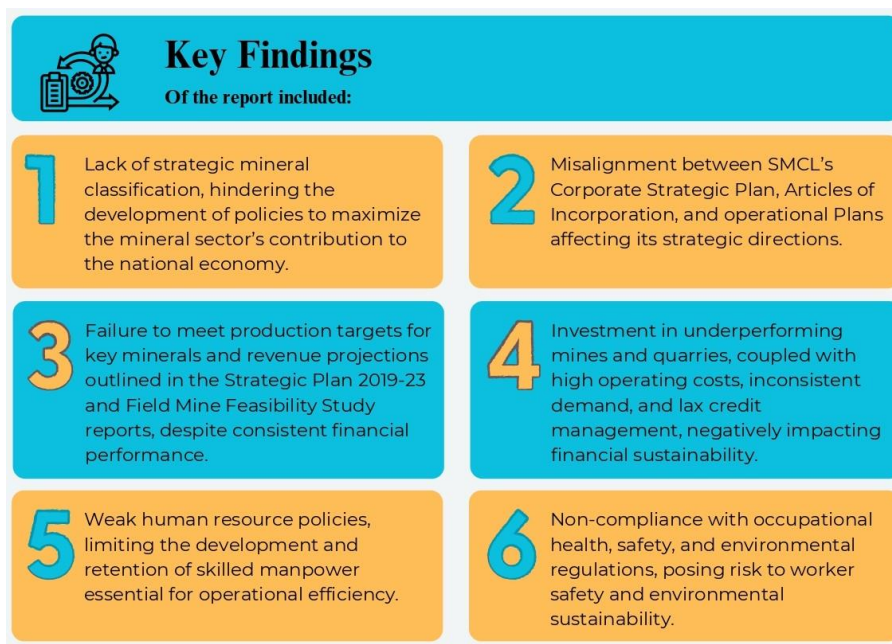 Key Findings
Of the report included:
1
Lack of strategic mineral
classification, hindering the
development of policies to maximize
the mineral sector's contribution to
the national economy.
2
Misalignment between SMCL's
Corporate Strategic Plan, Articles of
Incorporation, and operational Plans
affecting its strategic directions.
3
Failure to meet production targets for
key minerals and revenue projections
outlined in the Strategic Plan 2019-23
and Field Mine Feasibility Study
reports, despite consistent financial
performance.
4
Investment in underperforming
mines and quarries, coupled with
high operating costs, inconsistent
demand, and lax credit
management, negatively impacting
financial sustainability.
5
Weak human resource policies,
limiting the development and
retention of skilled manpower
essential for operational efficiency.
6
Non-compliance with occupational
health, safety, and environmental
regulations, posing risk to worker
safety and environmental
sustainability.